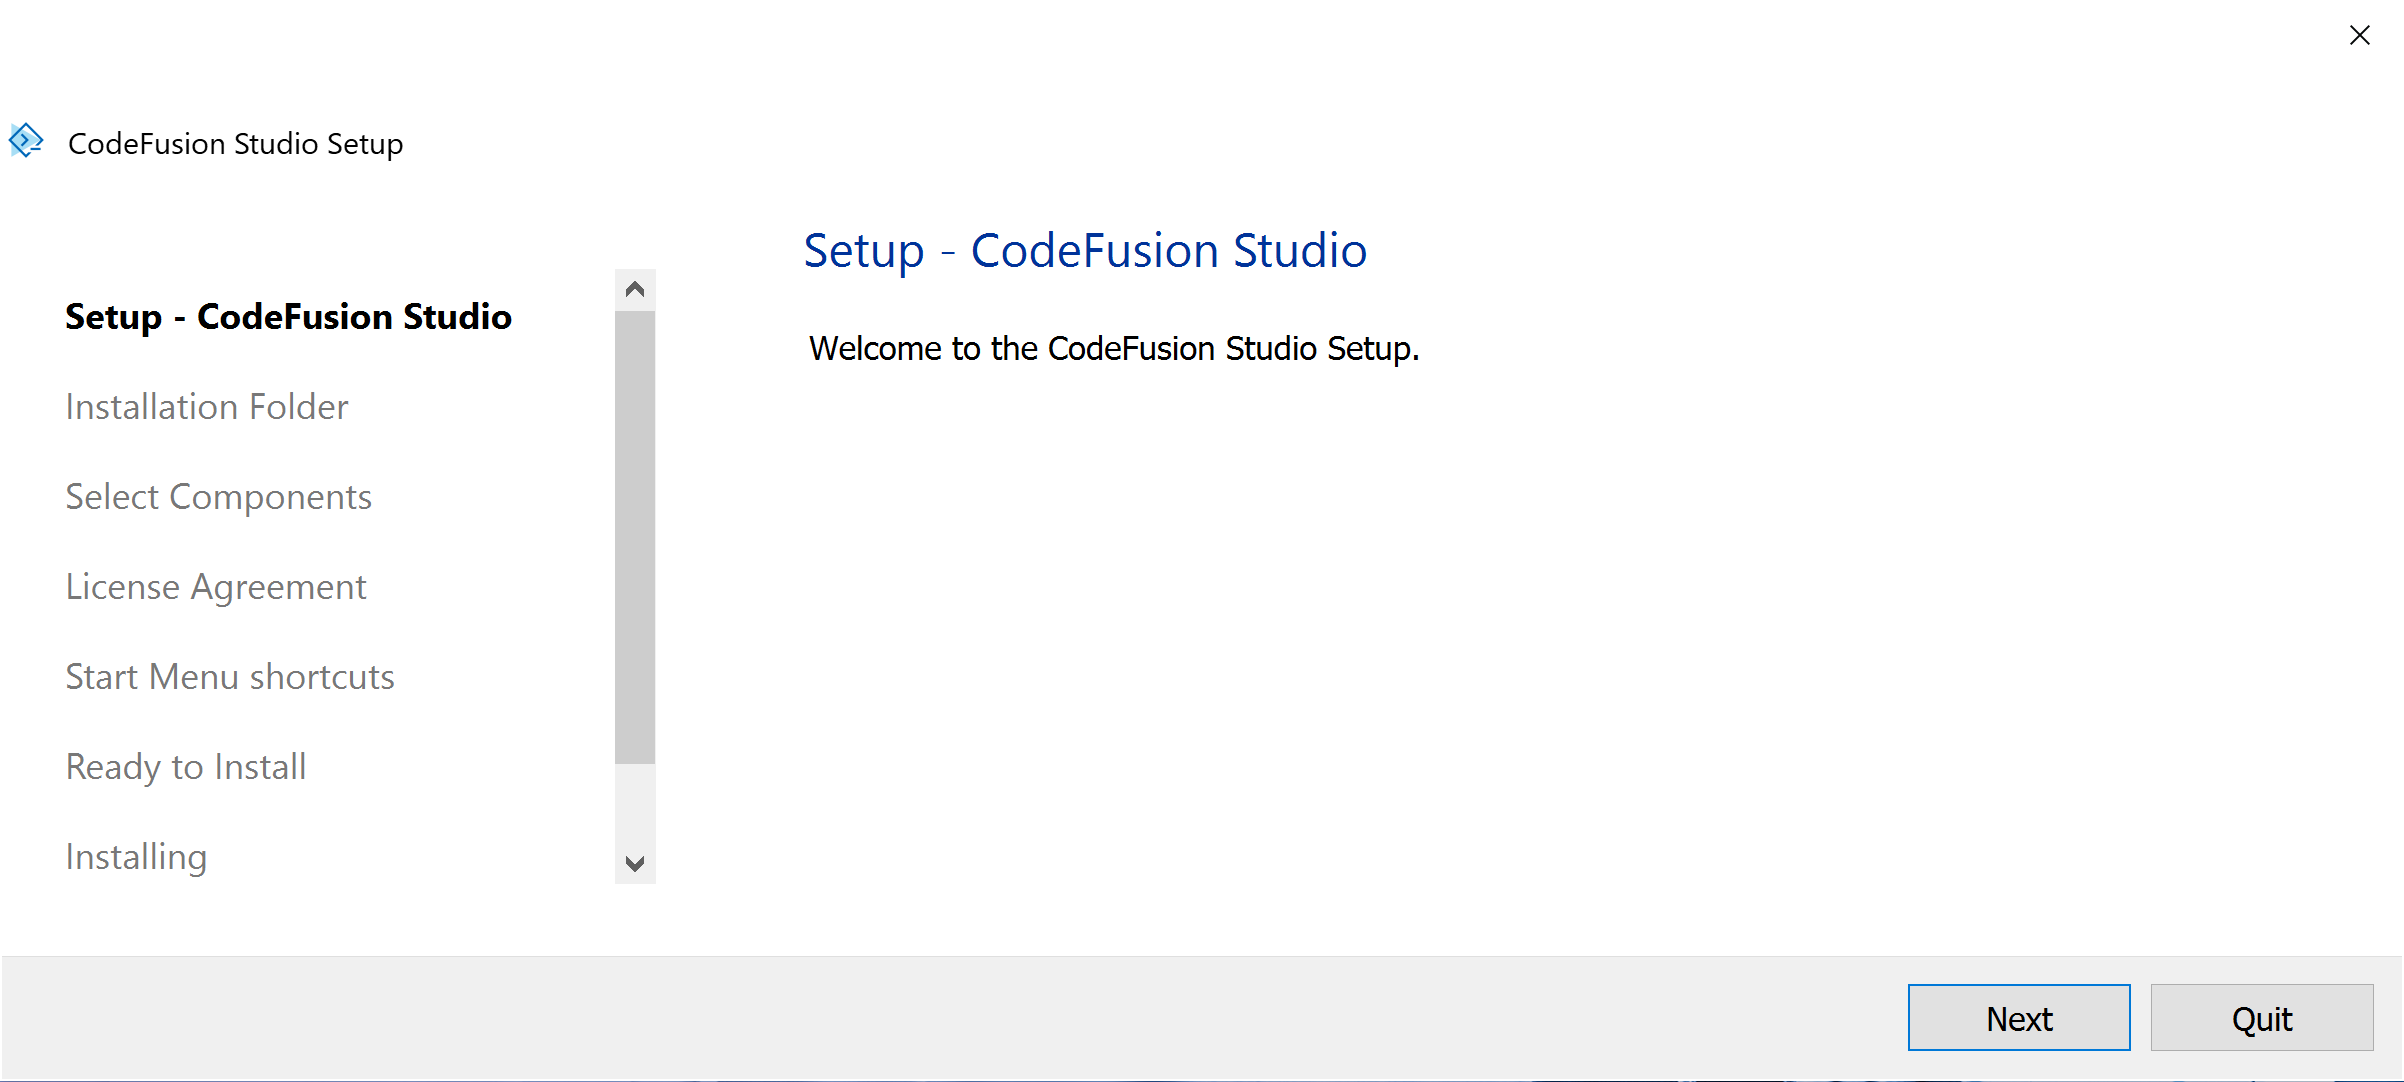 CodeFusion Studio Setup
Setup - CodeFusion Studio
Installation Folder
Select Components
License Agreement
Start Menu shortcuts
Ready to Install
Installing
Setup - CodeFusion Studio
Welcome to the CodeFusion Studio Setup.
Next
Quit